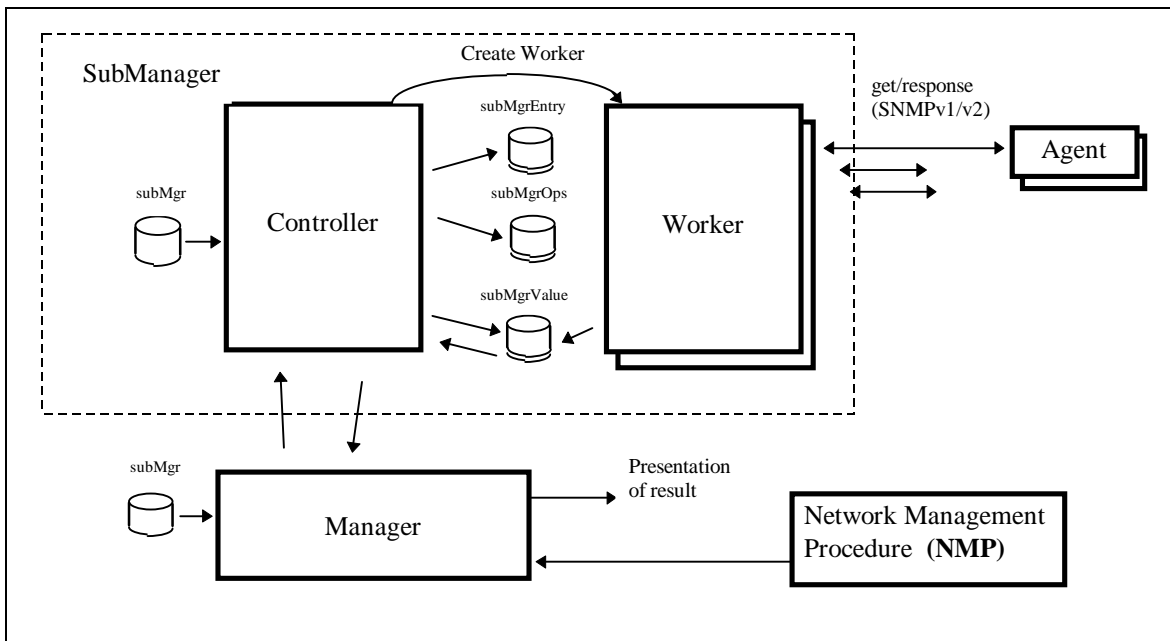 Create Worker
SubManager
get/response
(SNMPv1/v2)
subMgrEntry
Agent
subMgr
subMgrOps
Controller
Worker
subMgrValue
subMgr
Presentation
of result
Manager
Network Management
Procedure (NMP)